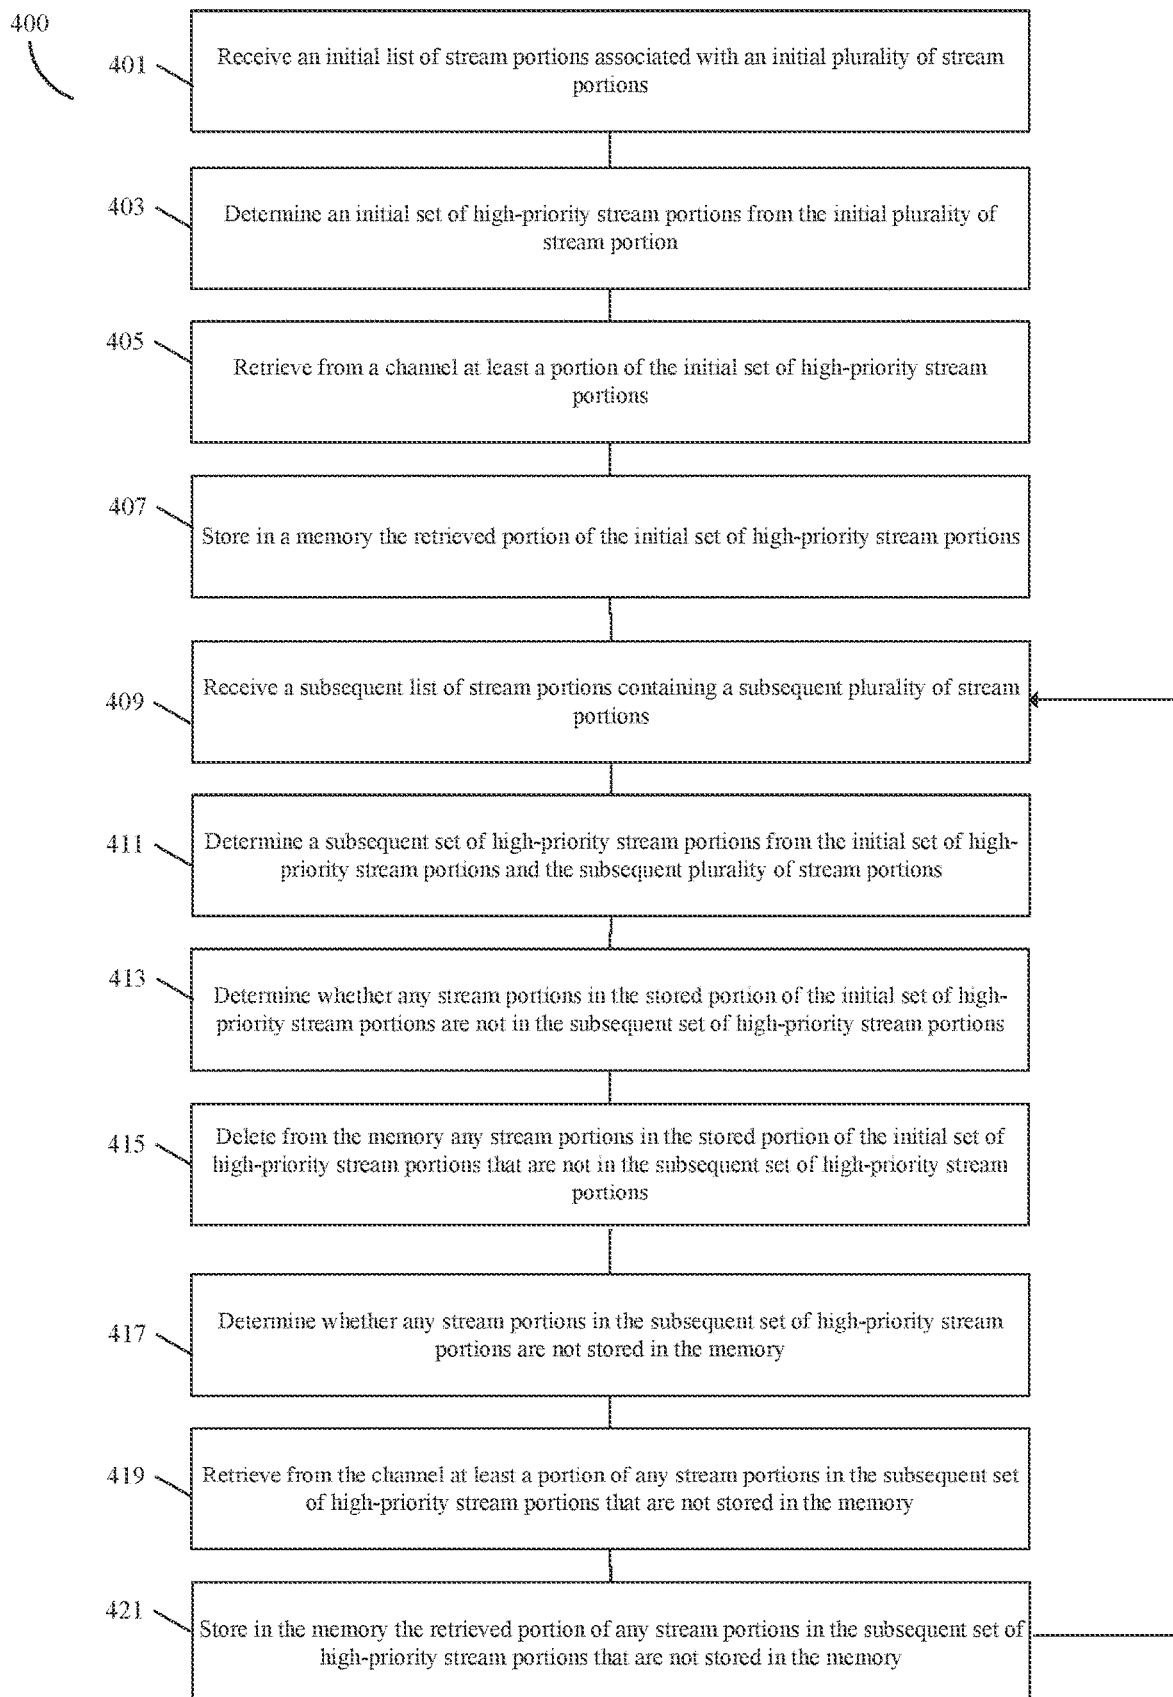 400
401
Receive an initial list of stream portions associated with an initial plurality of stream
portions
403
Determine an initial set of high-priority stream portions from the initial plurality of
stream portion
405
Retrieve from a channel at least a portion of the initial set of high-priority stream
portions
407
Store in a memory the retrieved portion of the initial set of high-priority stream portions
409
Receive a subsequent list of stream portions containing a subsequent plurality of stream
portions
411
Determine a subsequent set of high-priority stream portions from the initial set of high-
priority stream portions and the subsequent plurality of stream portions
413
Determine whether any stream portions in the stored portion of the initial set of high-
priority stream portions are not in the subsequent set of high-priority stream portions
415
Delete from the memory any stream portions in the stored portion of the initial set of
high-priority stream portions that are not in the subsequent set of high-priority stream
portions
417
Determine whether any stream portions in the subsequent set of high-priority stream
portions are not stored in the memory
419
Retrieve from the channel at least a portion of any stream portions in the subsequent set
of high-priority stream portions that are not stored in the memory
421
Store in the memory the retrieved portion of any stream portions in the subsequent set of
high-priority stream portions that are not stored in the memory